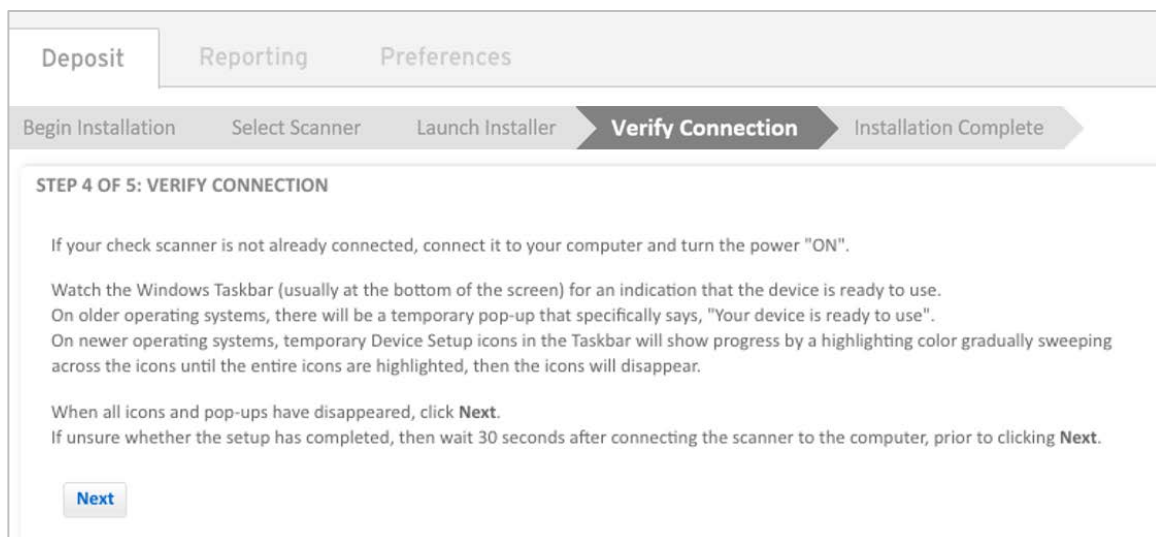 Deposit Reporting Preferences
Begin Installation Select Scanner Launch Installer Verify Connection Installation Complete
STEP 4 OF 5: VERIFY CONNECTION
If your check scanner is not already connected, connect it to your computer and turn the power "ON".
Watch the Windows Taskbar (usually at the bottom of the screen) for an indication that the device is ready to use.
On older operating systems, there will be a temporary pop-up that specifically says, "Your device is ready to use".
On newer operating systems, temporary Device Setup icons in the Taskbar will show progress by a highlighting color gradually sweeping
across the icons until the entire icons are highlighted, then the icons will disappear.
When all icons and pop-ups have disappeared, click Next.
If unsure whether the setup has completed, then wait 30 seconds after connecting the scanner to the computer, prior to clicking Next.
Next